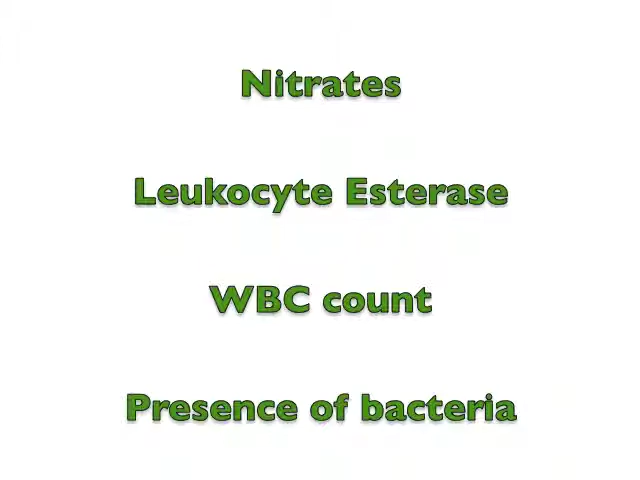 Nitrates
Leukocyte Esterase
WBC count
Presence of bacteria